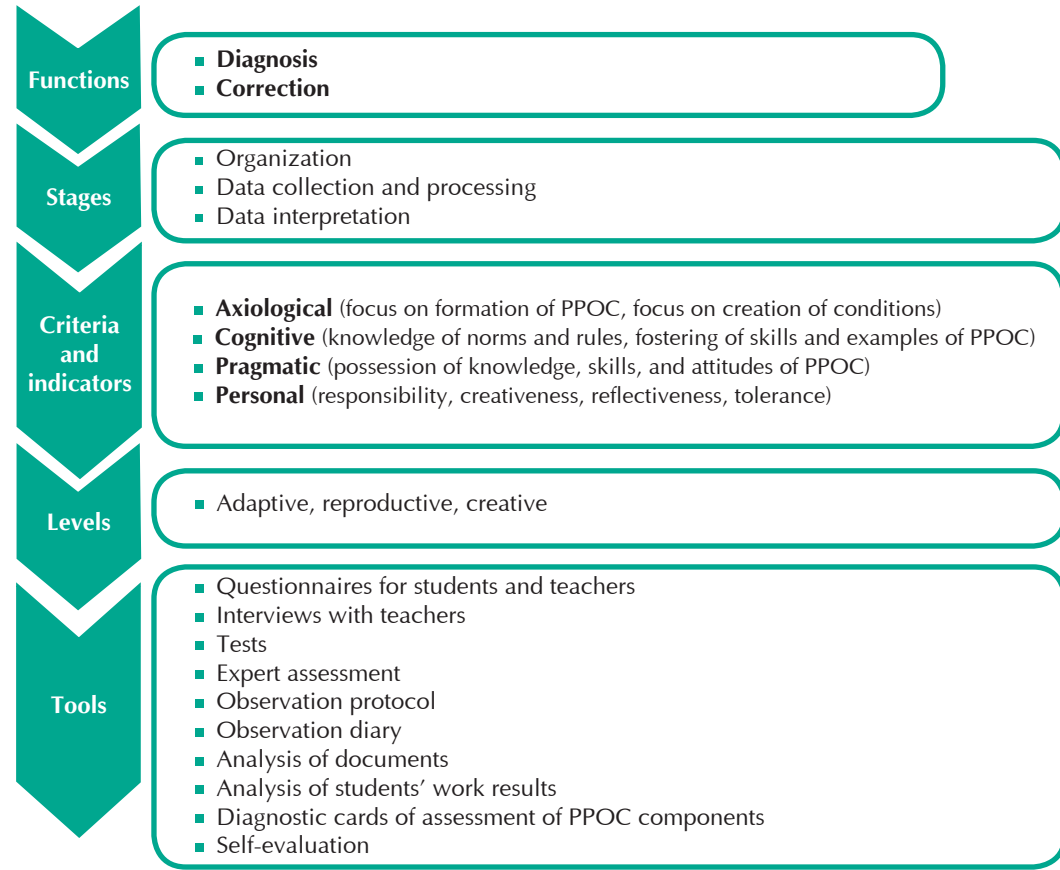 Functions
Diagnosis
Correction
Stages
Organization
Data collection and processing
Data interpretation
Criteria
and
indicators
Axiological (focus on formation of PPOC, focus on creation of conditions)
Cognitive (knowledge of norms and rules, fostering of skills and examples of PPOC)
Pragmatic (possession of knowledge, skills, and attitudes of PPOC)
Personal (responsibility, creativeness, reflectiveness, tolerance)
Levels
Adaptive, reproductive, creative
Tools
Questionnaires for students and teachers
Interviews with teachers
Tests
Expert assessment
Observation protocol
Observation diary
Analysis of documents
Analysis of students’ work results
Diagnostic cards of assessment of PPOC components
Self-evaluation